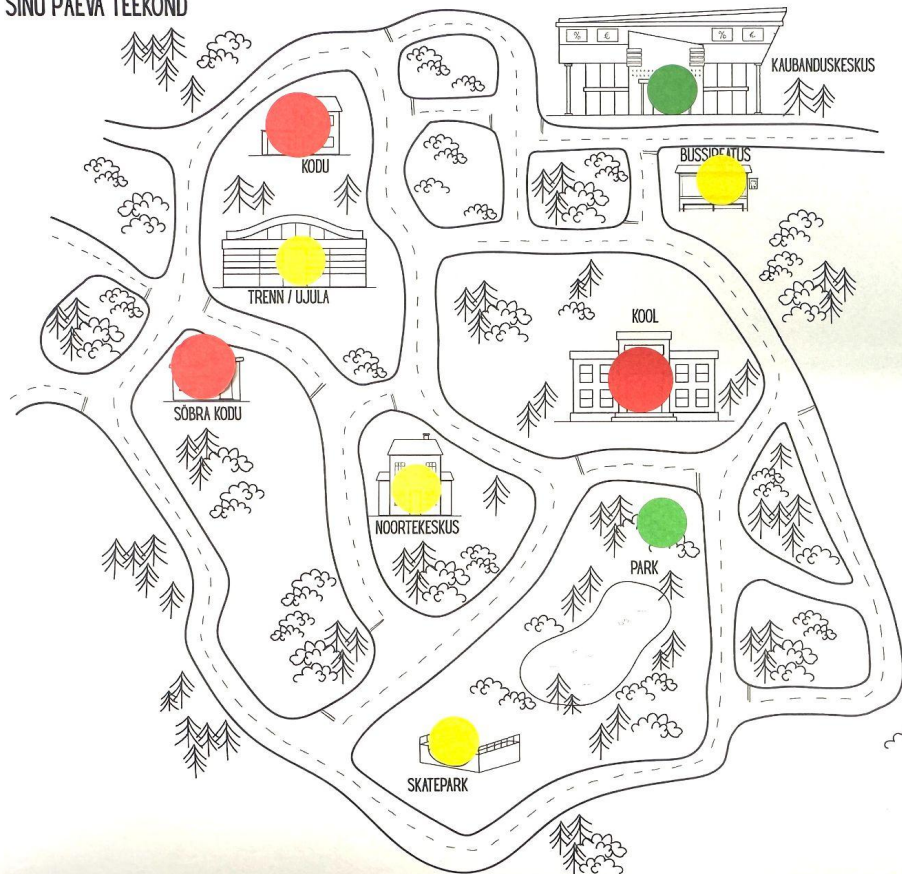 SINU PÄEVA TEEKOND
% € % €
KAUBANDUSKESKUS
KODU
BUSSIPEATUS
TRENN / UJULA
KOOL
SÕBRA KODU
NOORTEKESKUS
PARK
SKATEPARK